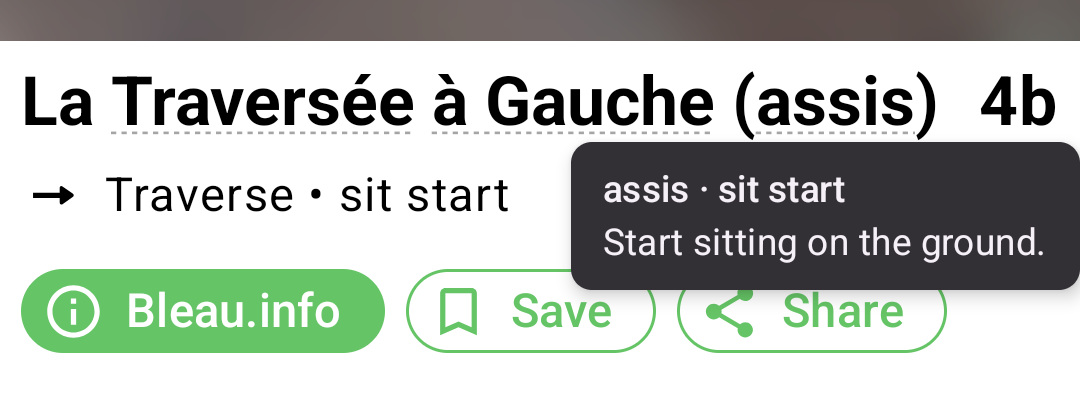 La Traversée à Gauche (assis) 4b
→ Traverse • sit start
assis · sit start
Start sitting on the ground.
Bleau.info
Save
Share